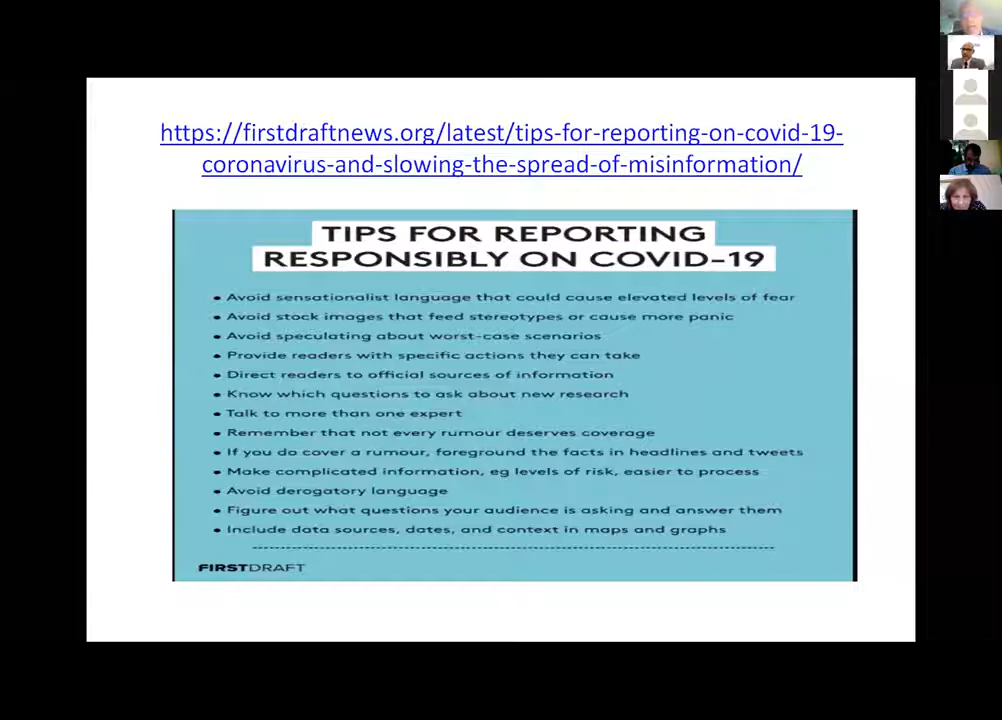 https://firstdraftnews.org/latest/tips-for-reporting-on-covid-19-
coronavirus-and-slowing-the-spread-of-misinformation/
TIPS FOR REPORTING
RESPONSIBLY ON COVID-19
• Avoid sensationalist language that could cause elevated levels of fear
• Avoid stock images that feed stereotypes or cause more panic
• Avoid speculating about worst-case scenarios
• Provide readers with specific actions they can take
• Direct readers to official sources of information
• Know which questions to ask about new research
• Talk to more than one expert
• Remember that not every rumour deserves coverage
• If you do cover a rumour, foreground the facts in headlines and tweets
• Make complicated information, eg levels of risk, easier to process
• Avoid derogatory language
• Figure out what questions your audience is asking and answer them
• Include data sources, dates, and context in maps and graphs
FIRSTDRAFT